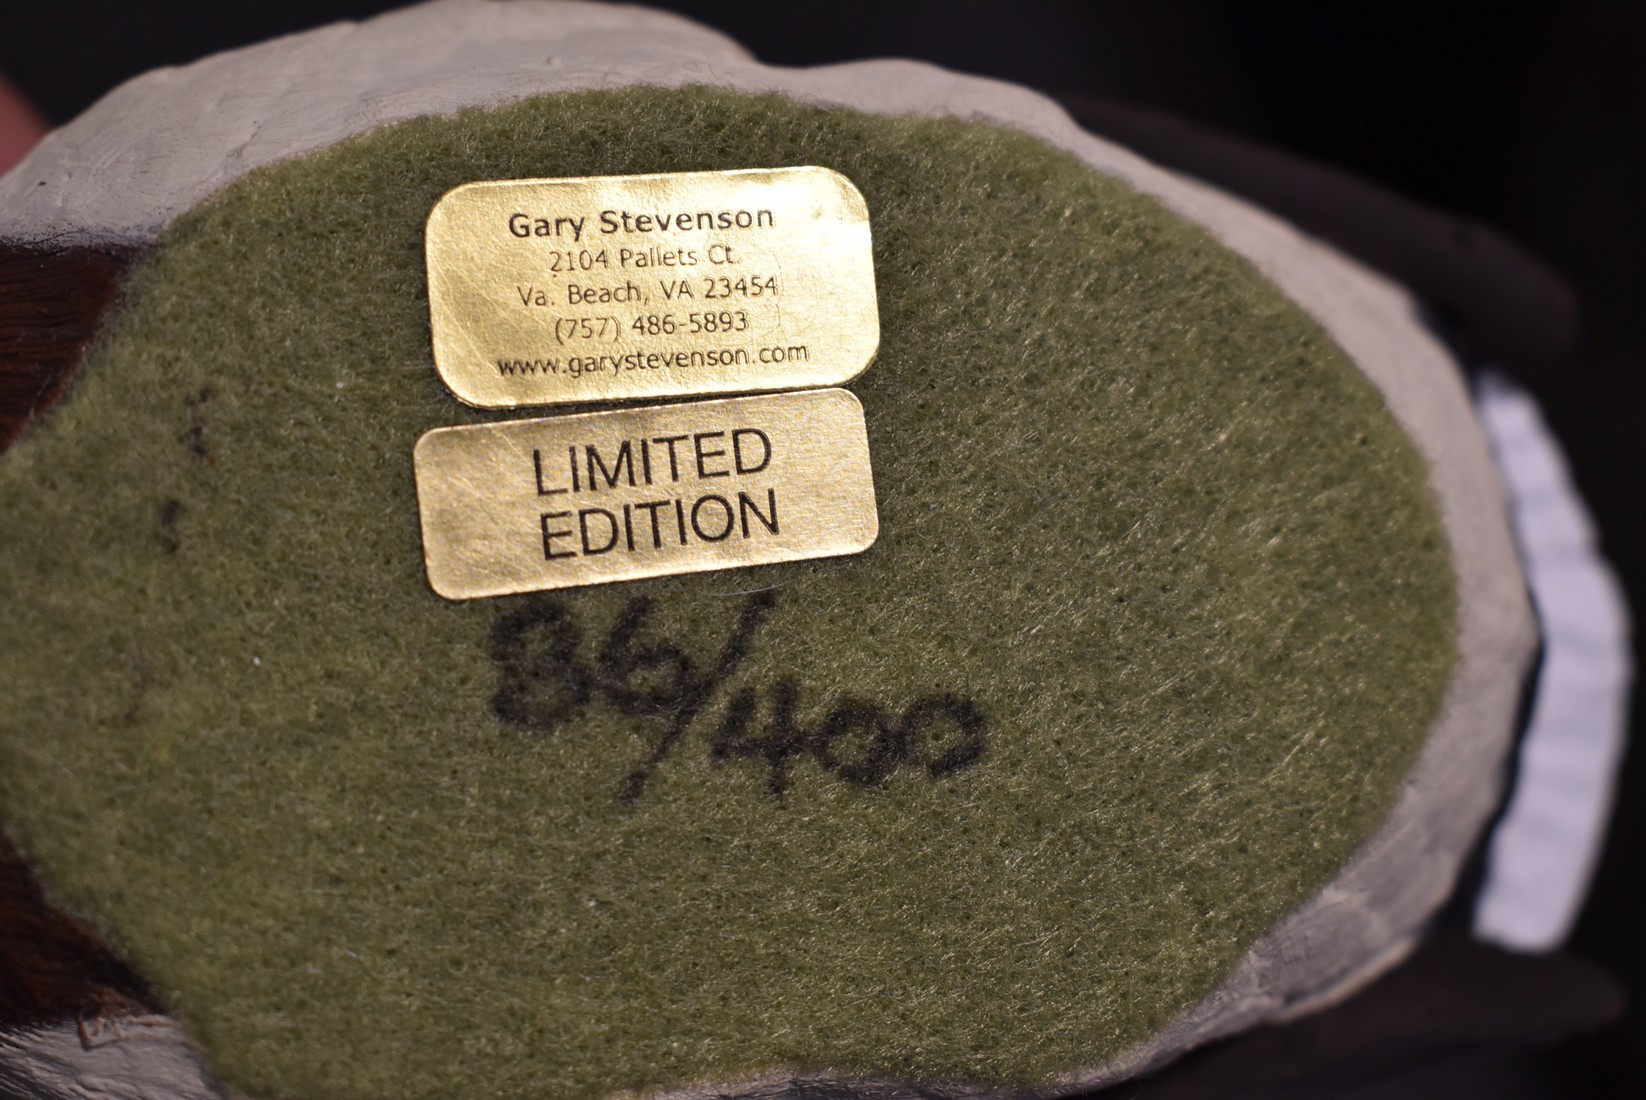 Gary Stevenson
2104 Pallets Ct.
Va. Beach, VA 23454
(757) 486-5893
www.garystevenson.com
LIMITED
EDITION
86/400